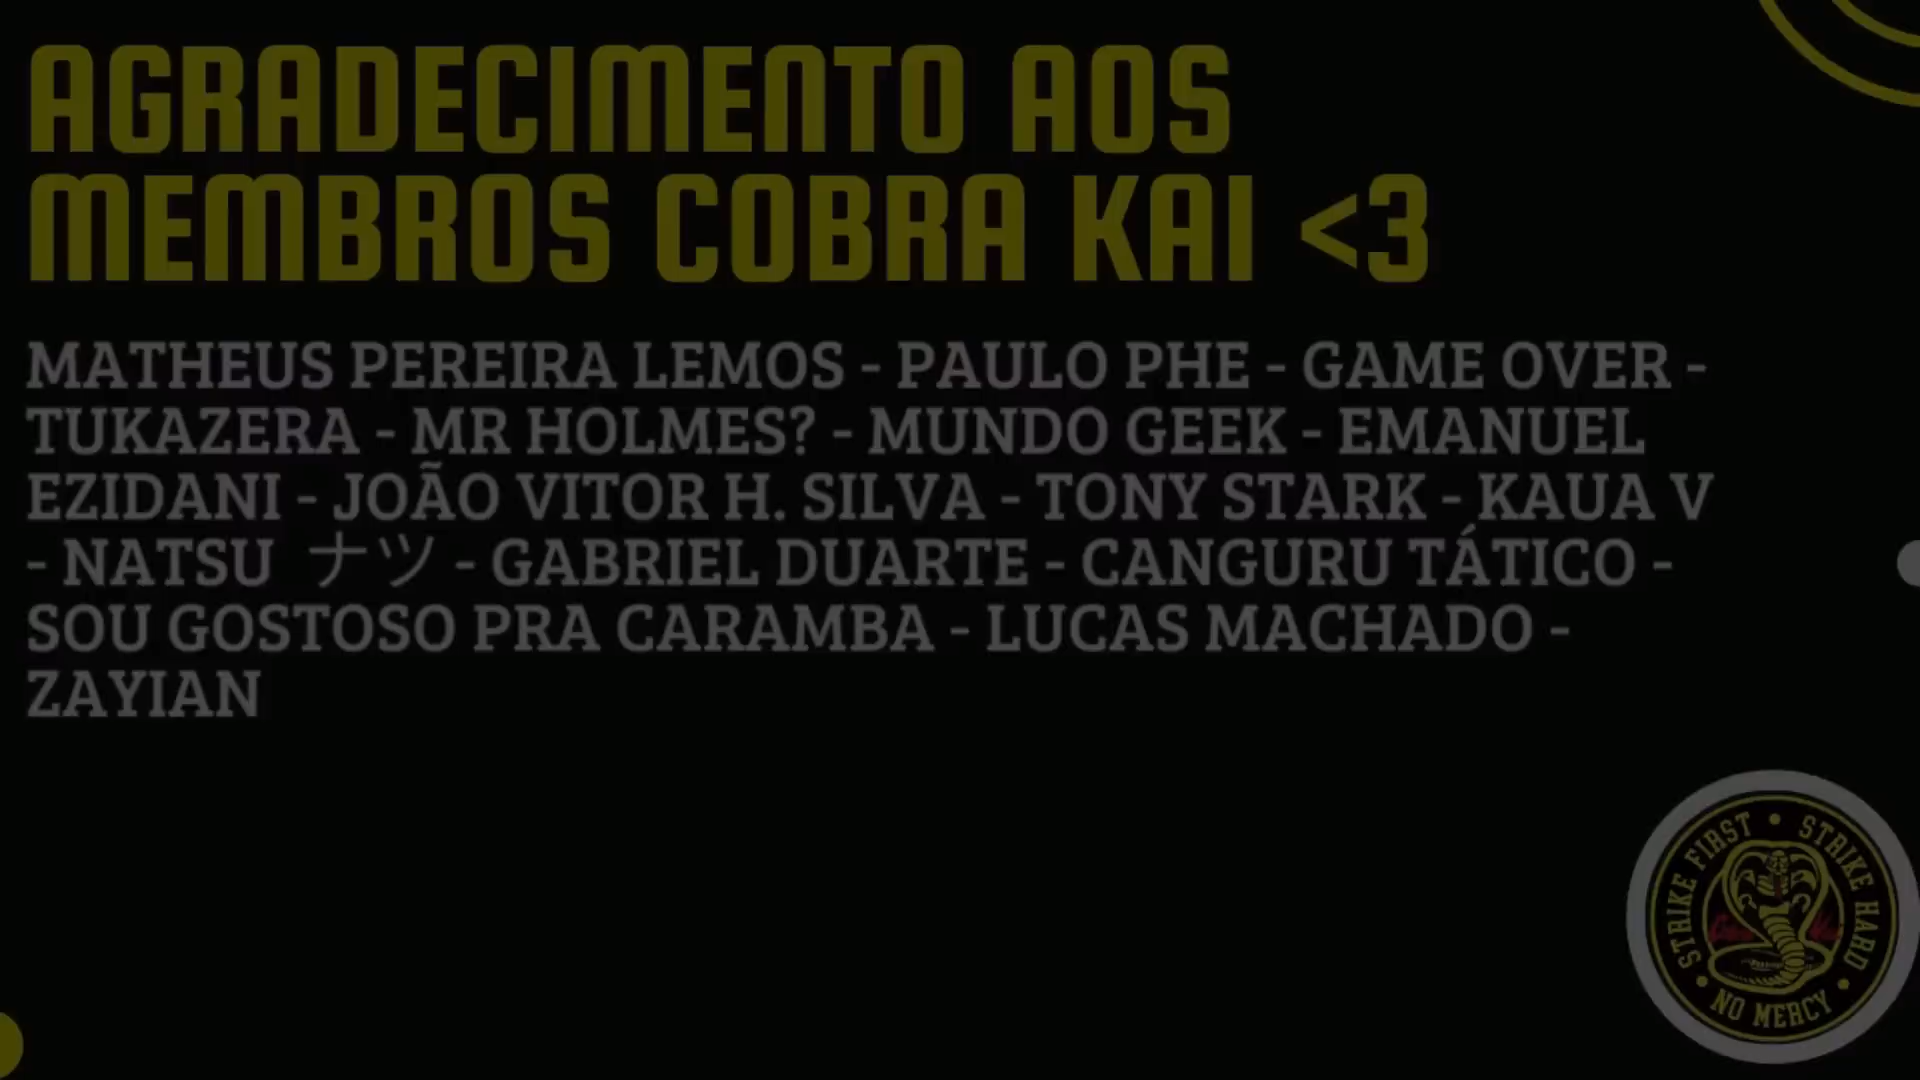 AGRADECIMENTO AOS
MEMBROS COBRA KAI <3
MATHEUS PEREIRA LEMOS - PAULO PHE - GAME OVER -
TUKAZERA - MR HOLMES? - MUNDO GEEK - EMANUEL
EZIDANI - JOÃO VITOR H. SILVA - TONY STARK - KAUA V
- NATSU ナツ - GABRIEL DUARTE - CANGURU TÁTICO -
SOU GOSTOSO PRA CARAMBA - LUCAS MACHADO -
ZAYIAN
STRIKE FIRST • STRIKE HARD • NO MERCY •